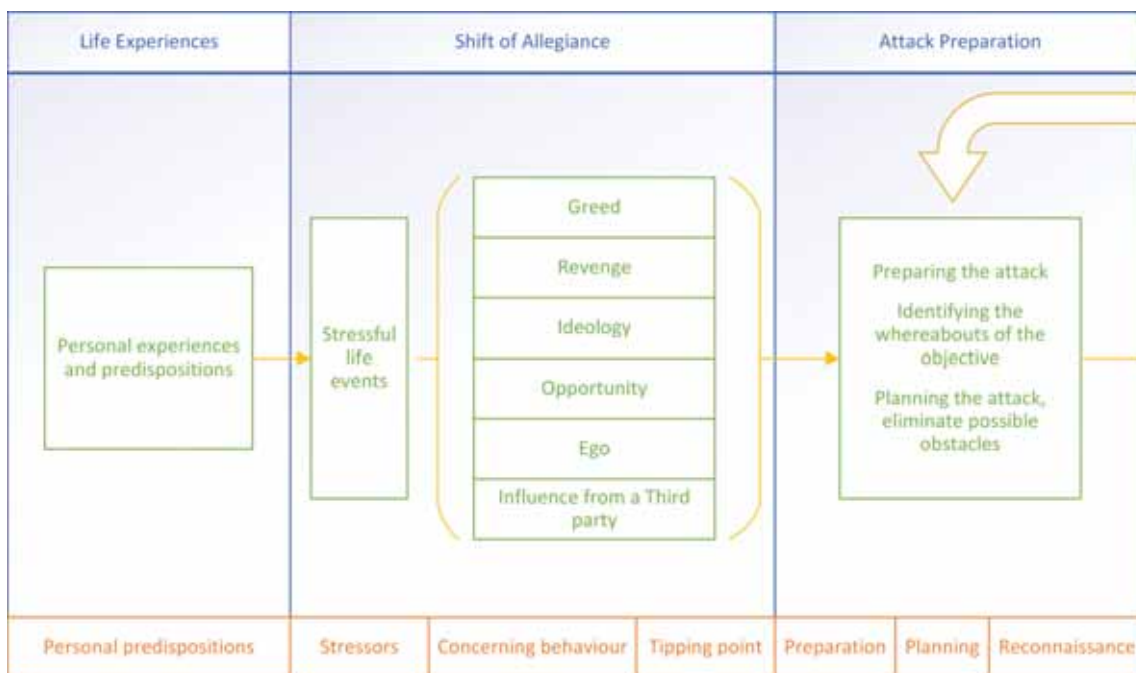 Life Experiences
Shift of Allegiance
Attack Preparation
Personal experiences
and predispositions
Stressful
life
events
Greed
Revenge
Ideology
Opportunity
Ego
Influence from a Third
party
Preparing the attack
Identifying the
whereabouts of the
objective
Planning the attack,
eliminate possible
obstacles
Personal predispositions
Stressors
Concerning behaviour
Tipping point
Preparation
Planning
Reconnaissance